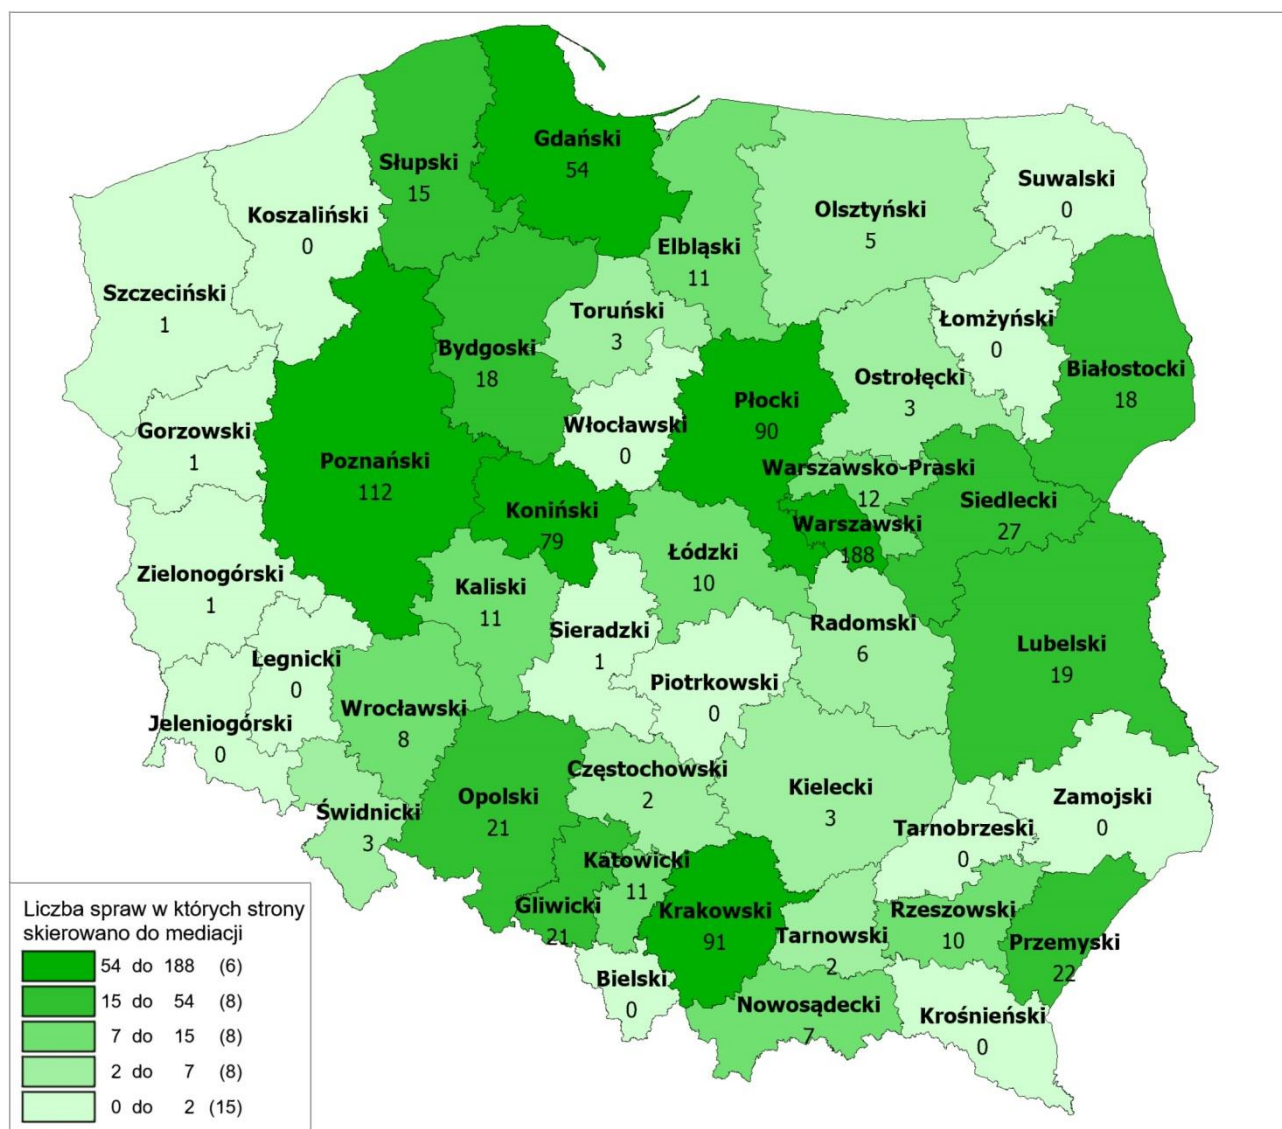 Gdański
54
Słupski
15
Suwalski
0
Koszaliński
0
Olsztyński
5
Elbląski
11
Szczeciński
1
Toruński
3
Łomżyński
0
Bydgoski
18
Białostocki
18
Ostrołęcki
3
Płocki
90
Włocławski
0
Gorzowski
1
Poznański
112
Warszawsko-Praski
12
Siedlecki
27
Koniński
79
Warszawski
188
Łódzki
10
Zielonogórski
1
Kaliski
11
Sieradzki
1
Radomski
6
Lubelski
19
Legnicki
0
Piotrkowski
0
Wrocławski
8
Jeleniogórski
0
Częstochowski
2
Kielecki
3
Opolski
21
Zamojski
0
Świdnicki
3
Tarnobrzeski
0
Katowicki
11
Gliwicki
21
Krakowski
91
Rzeszowski
10
Tarnowski
2
Przemyski
22
Bielski
0
Nowosądecki
7
Krośnieński
0
Liczba spraw w których strony
skierowano do mediacji
54 do 188 (6)
15 do 54 (8)
7 do 15 (8)
2 do 7 (8)
0 do 2 (15)